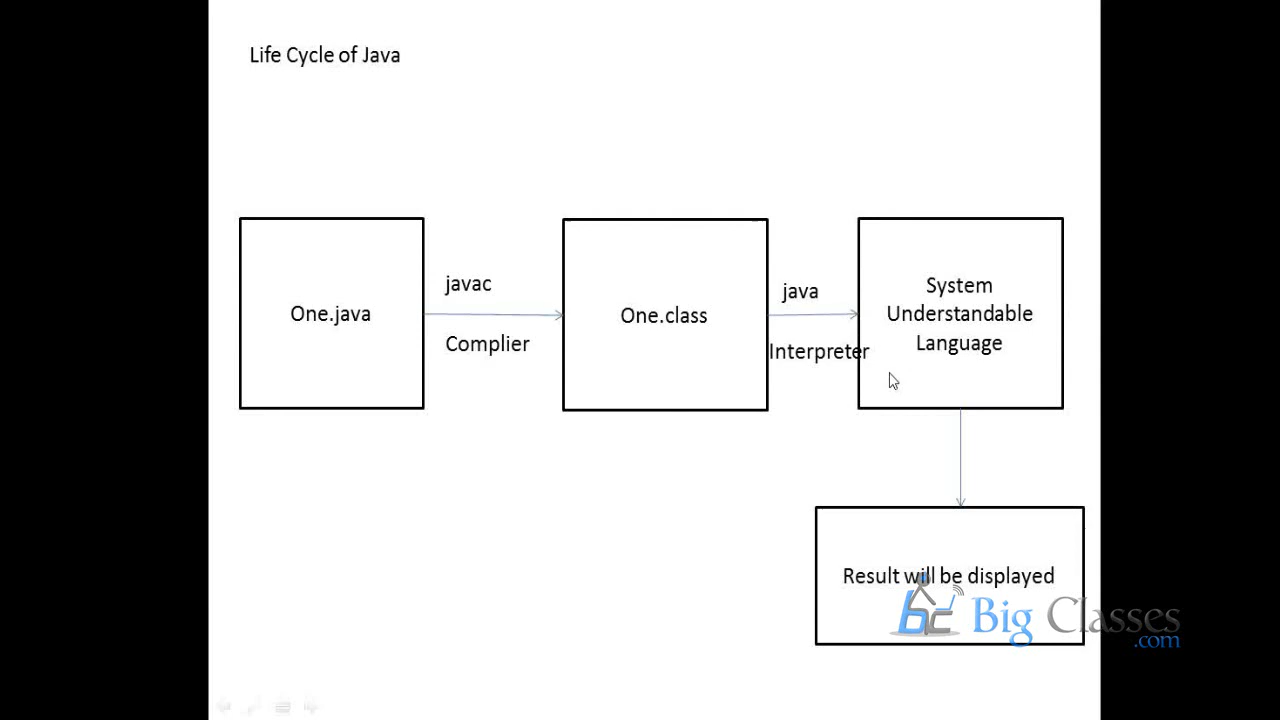 Life Cycle of Java
One.java
javac
Complier
One.class
java
Interpreter
System
Understandable
Language
Result will be displayed
Big Classes
.com